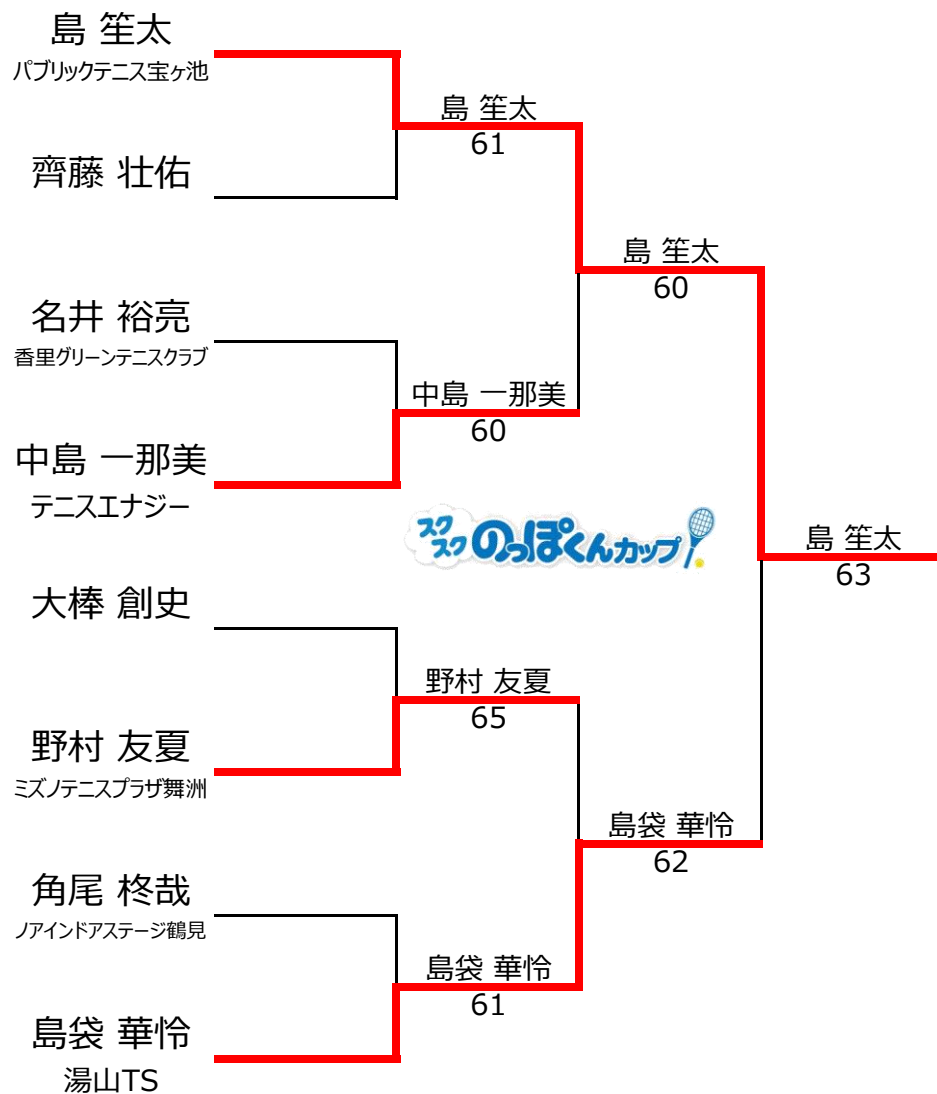 島 笙太
パブリックテニス宝ヶ池
島 笙太
61
齊藤 壮佑
島 笙太
60
名井 裕亮
香里グリーンテニスクラブ
中島 一那美
60
中島 一那美
テニスエナジー
スクスク のっぽくんカップ
島 笙太
63
大棒 創史
野村 友夏
65
野村 友夏
ミズノテニスプラザ舞洲
島袋 華怜
62
角尾 柊哉
ノアインドアステージ鶴見
島袋 華怜
61
島袋 華怜
湯山TS